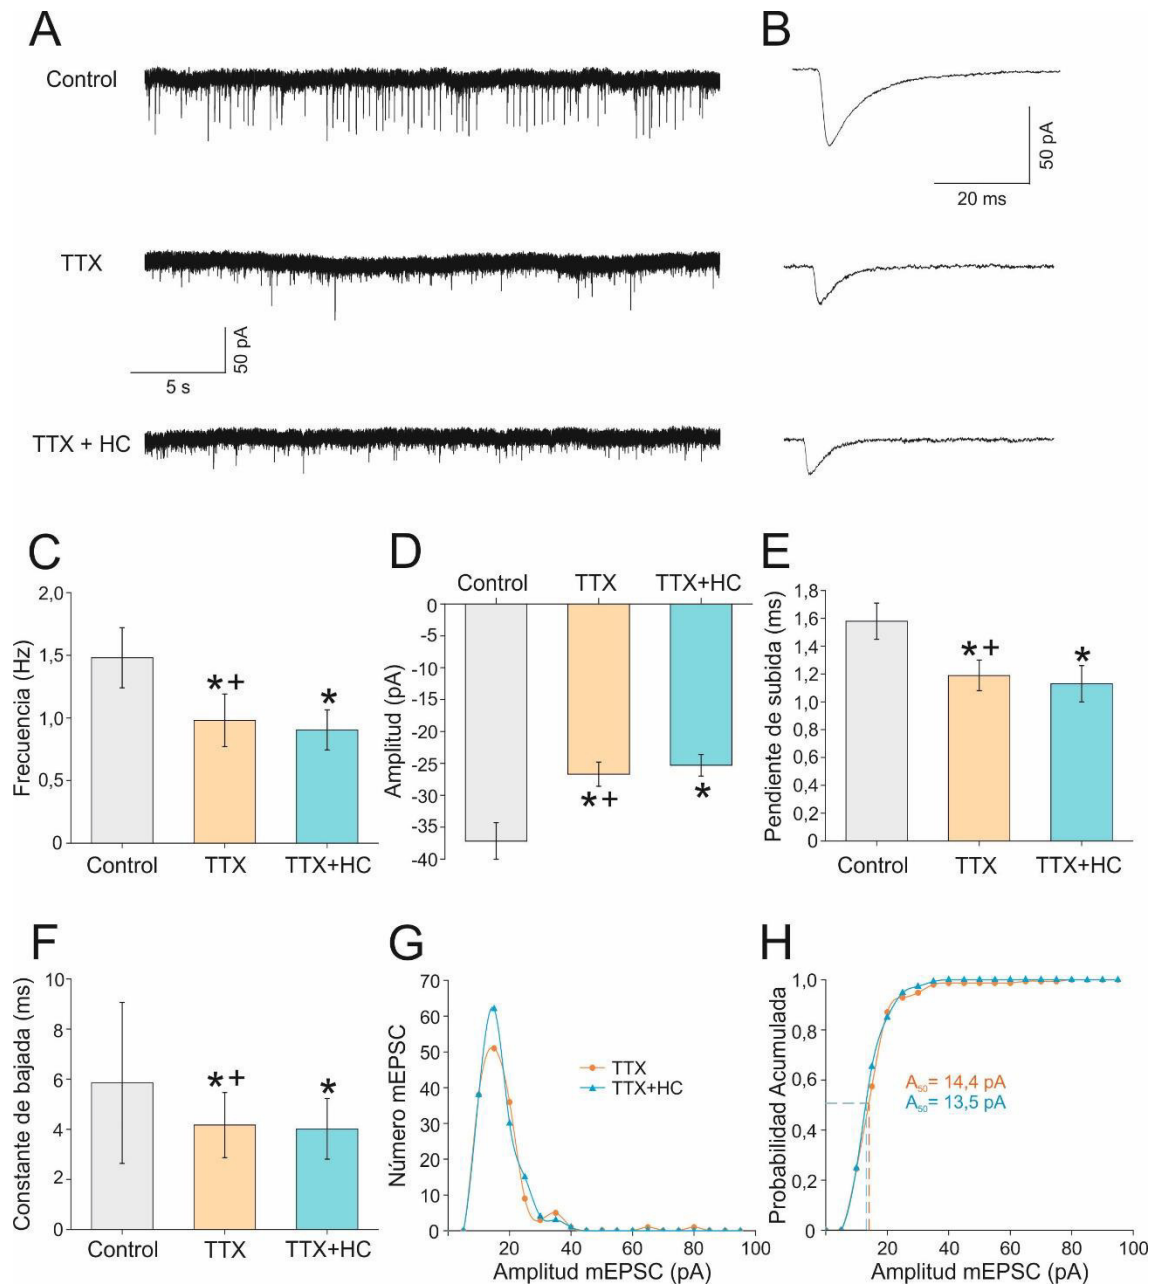 A
B
Control
50 pA
20 ms
TTX
50 pA
5 s
TTX + HC
C
Frecuencia (Hz)
2,0
1,5
1,0
0,5
0
*+
*
Control
TTX
TTX+HC
D
Control
TTX
TTX+HC
Amplitud (pA)
0
-5
-10
-15
-20
-25
-30
-35
-40
*+
*
E
Pendiente de subida (ms)
1,8
1,6
1,4
1,2
1,0
0,8
0,6
0,4
0,2
0
*+
*
Control
TTX
TTX+HC
F
Constante de bajada (ms)
10
8
6
4
2
0
*+
*
Control
TTX
TTX+HC
G
Número mEPSC
70
60
50
40
30
20
10
0
TTX
TTX+HC
20
40
60
80
100
Amplitud mEPSC (pA)
H
Probabilidad Acumulada
1,0
0,8
0,6
0,4
0,2
0
A50= 14,4 pA
A50= 13,5 pA
20
40
60
80
100
Amplitud mEPSC (pA)